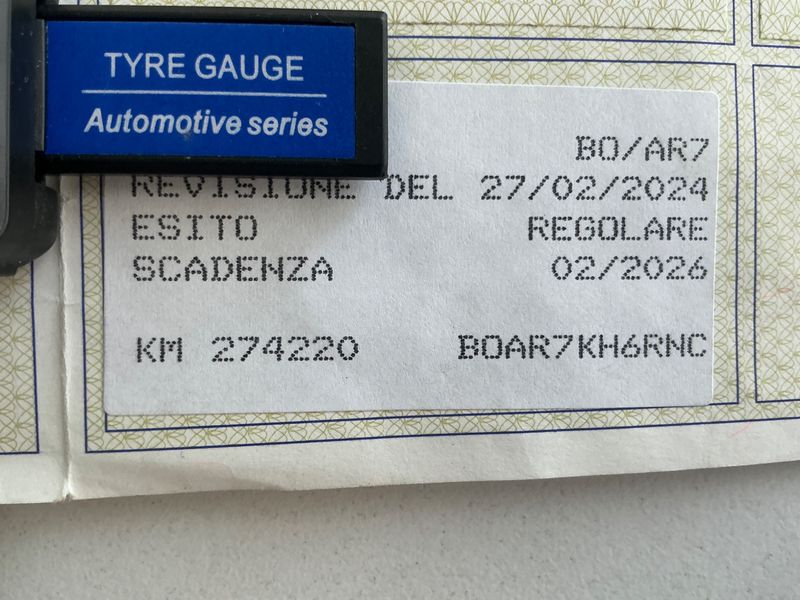 TYRE GAUGE
Automotive series
BO/AR7
REVISIONE DEL 27/02/2024
ESITO REGOLARE
SCADENZA 02/2026
KM 274220 BOAR7KH6RNC